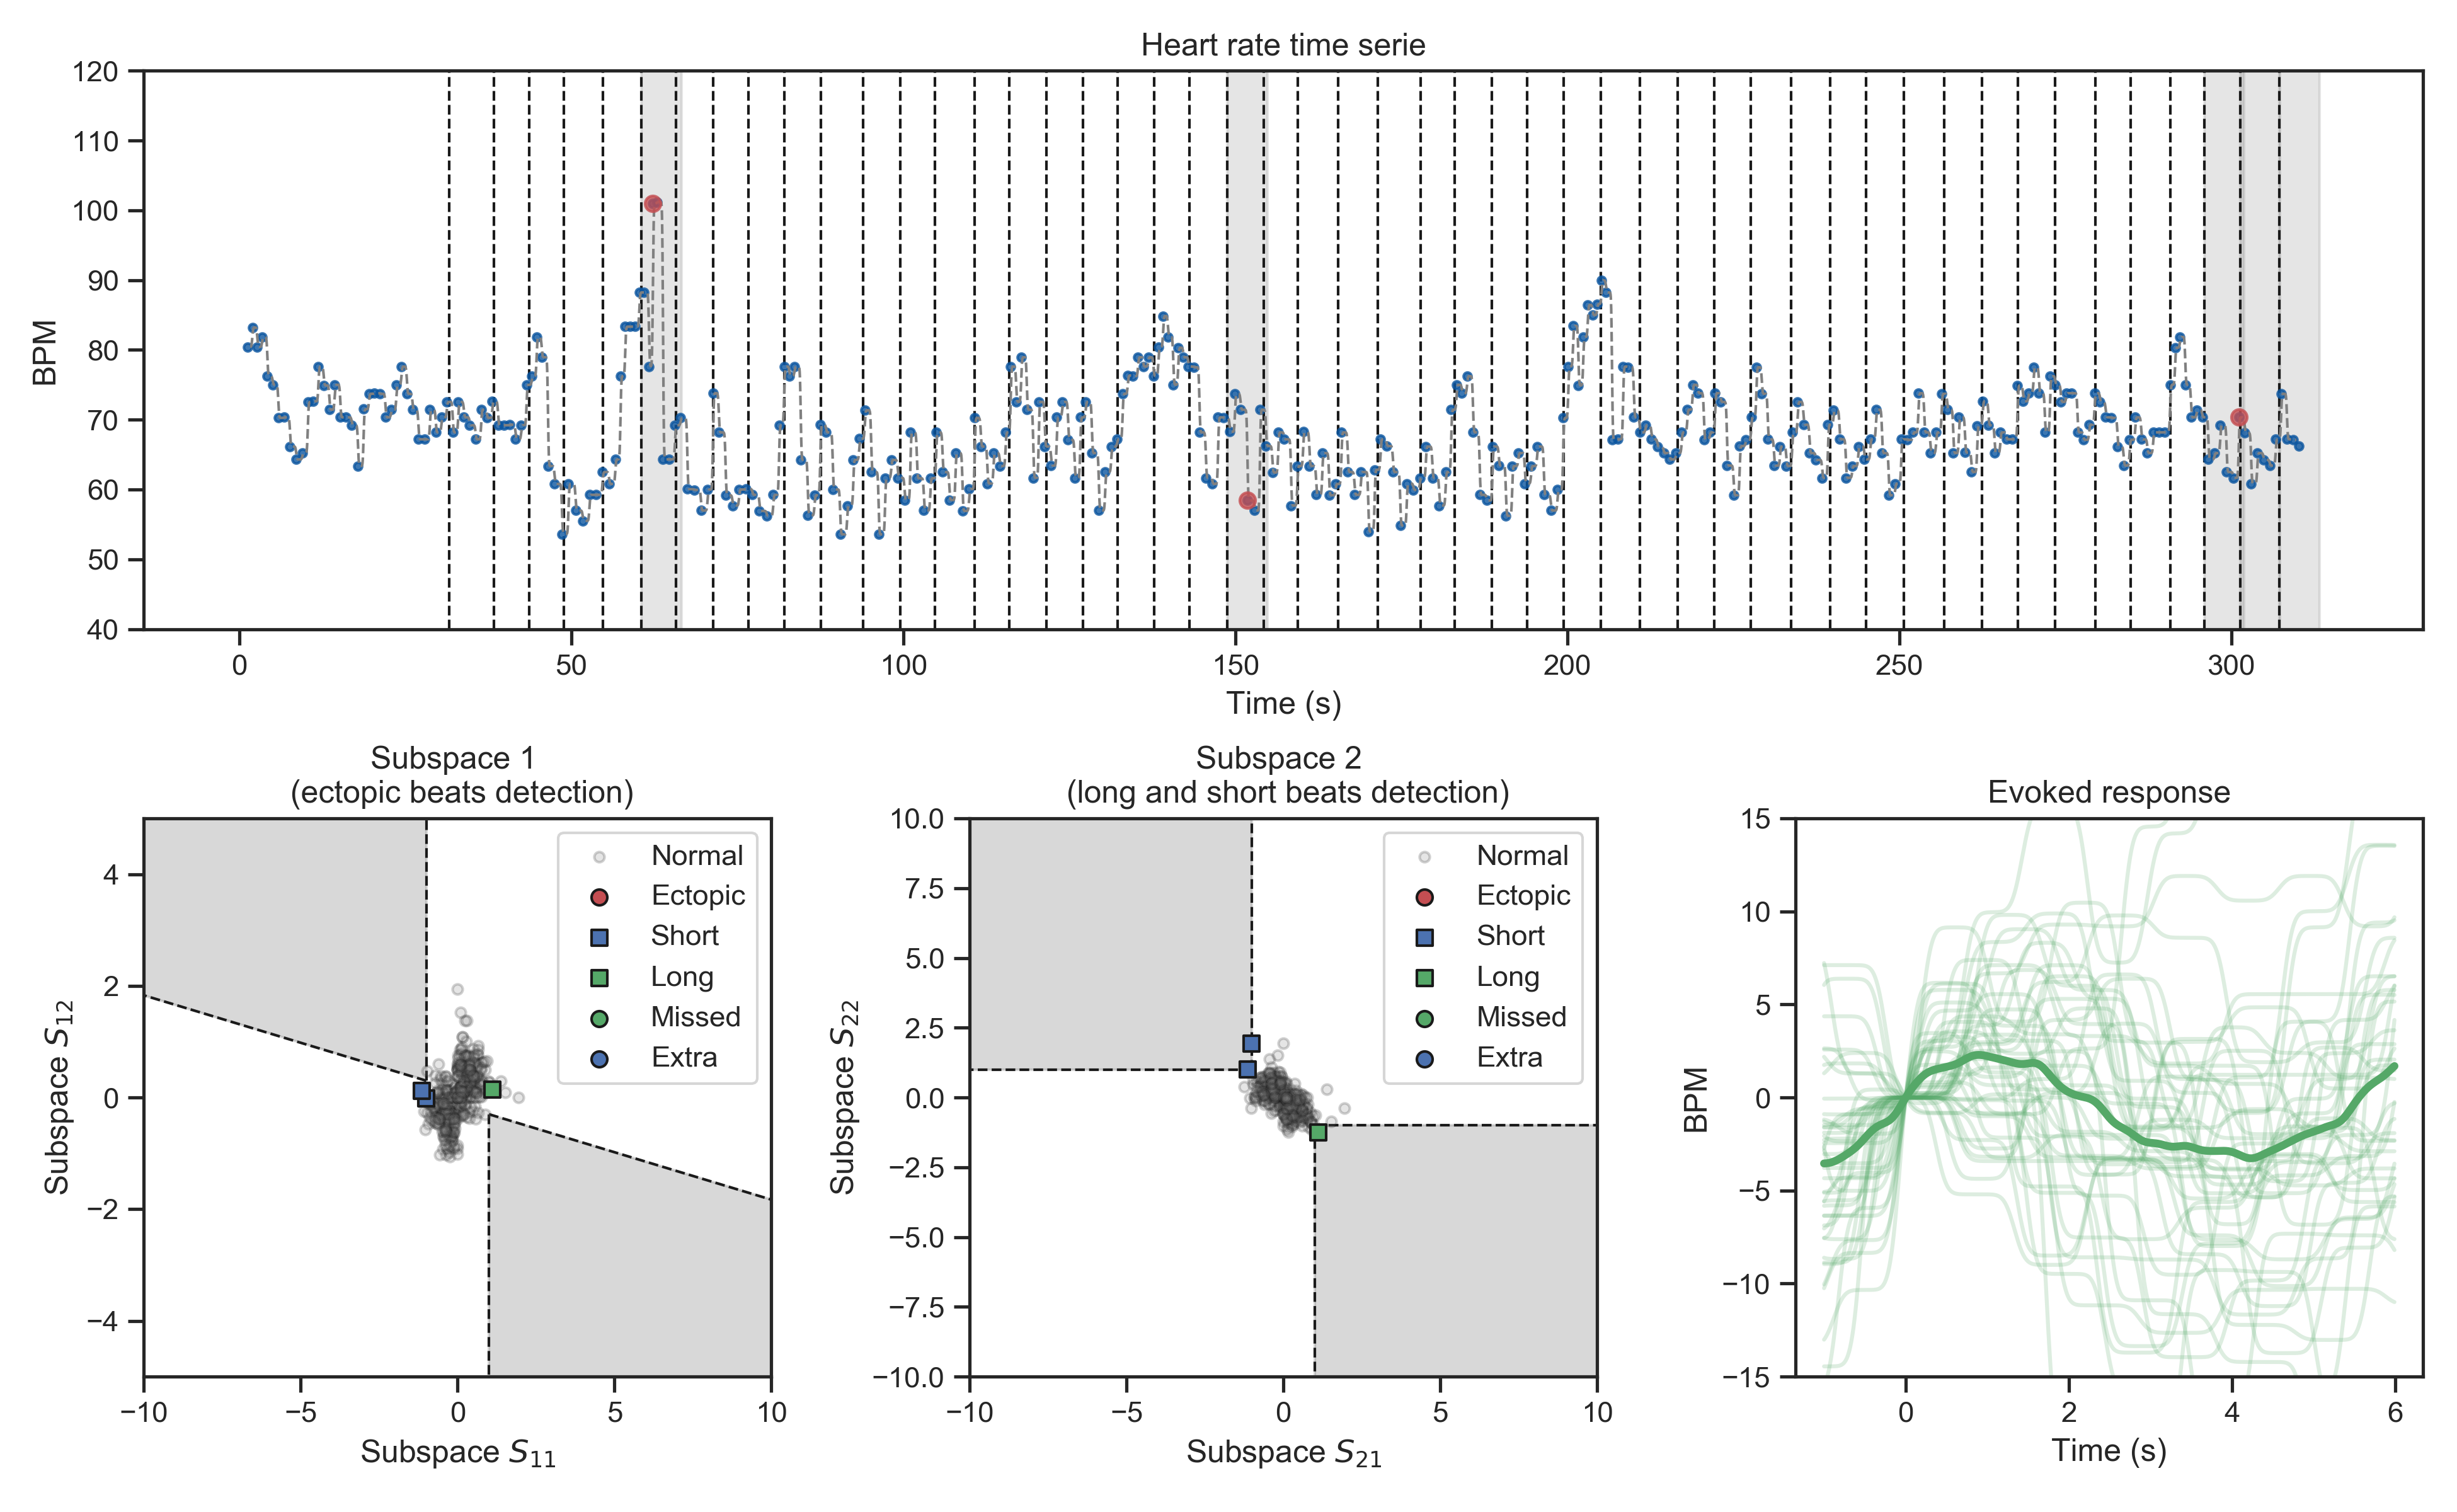 Heart rate time serie
120
110
100
90
80
70
60
50
40
BPM
0
50
100
150
200
250
300
Time (s)
Subspace 1
(ectopic beats detection)
4
2
0
−2
−4
Subspace S12
−10
−5
0
5
10
Subspace S11
Normal
Ectopic
Short
Long
Missed
Extra
Subspace 2
(long and short beats detection)
10.0
7.5
5.0
2.5
0.0
−2.5
−5.0
−7.5
−10.0
Subspace S22
−10
−5
0
5
10
Subspace S21
Normal
Ectopic
Short
Long
Missed
Extra
Evoked response
15
10
5
0
−5
−10
−15
BPM
0
2
4
6
Time (s)